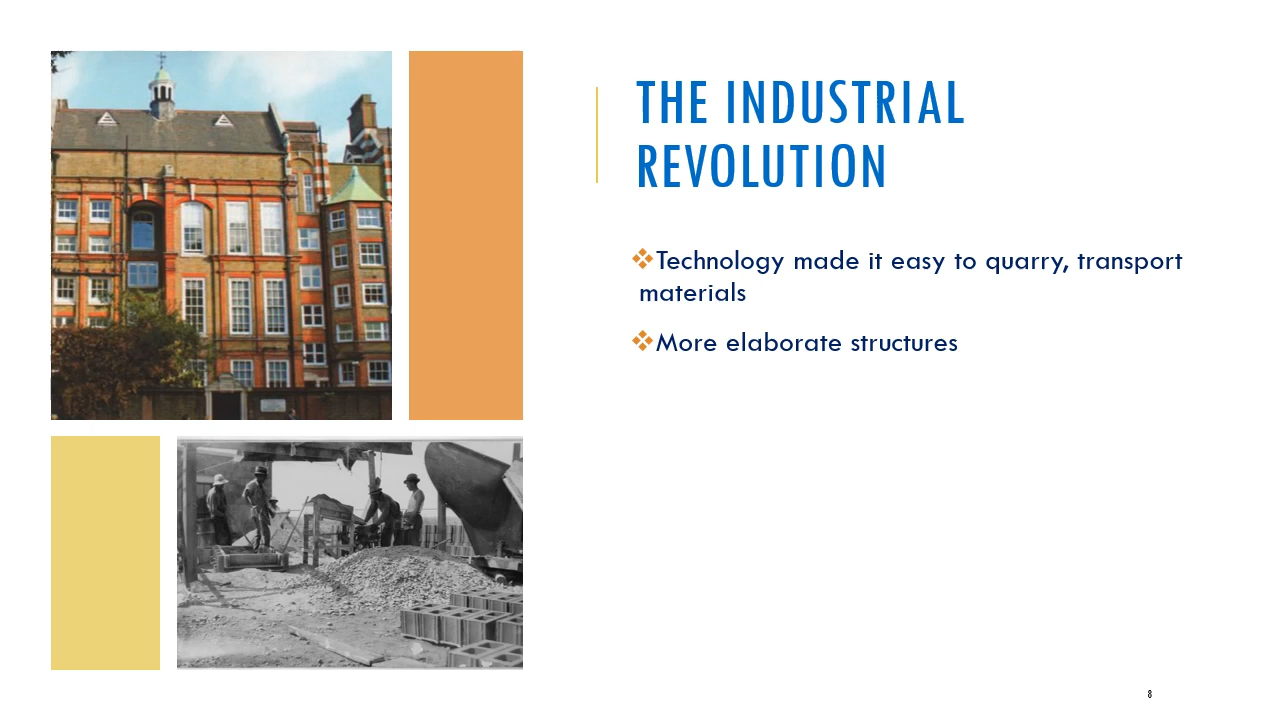 THE INDUSTRIAL
REVOLUTION
❖Technology made it easy to quarry, transport
materials
❖More elaborate structures
8